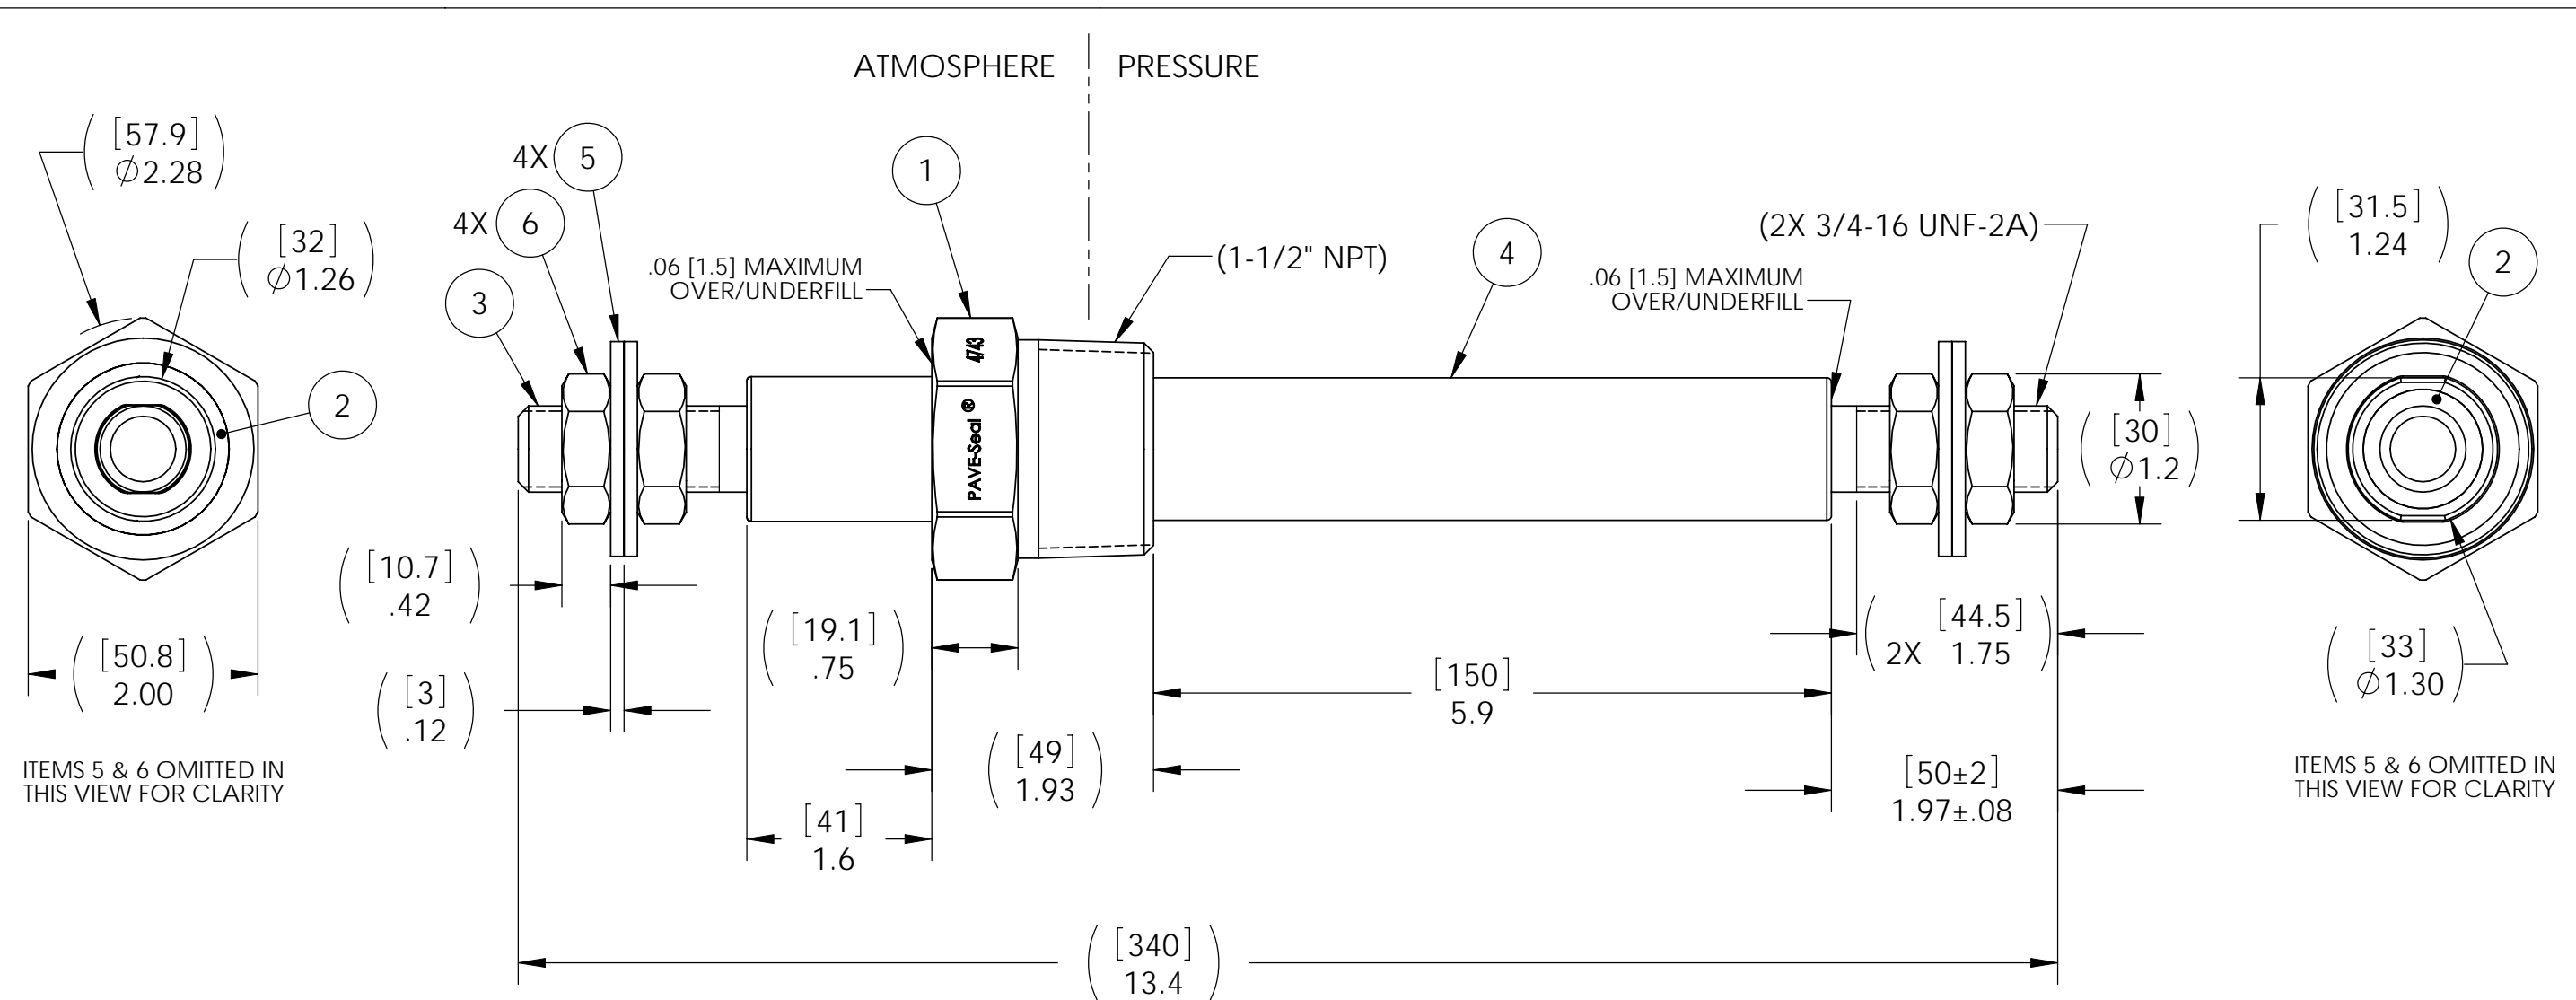 ATMOSPHERE
PRESSURE
([57.9]
Ø2.28)
([32]
Ø1.26)
2
4X 5
4X 6
3
.06 [1.5] MAXIMUM
OVER/UNDERFILL
1
4743
PAVE-Seal ®
(1-1/2" NPT)
4
.06 [1.5] MAXIMUM
OVER/UNDERFILL
(2X 3/4-16 UNF-2A)
([31.5]
1.24)
2
([30]
Ø1.2)
([50.8]
2.00)
([10.7]
.42)
([3]
.12)
([19.1]
.75)
([49]
1.93)
[41]
1.6
[150]
5.9
([44.5]
2X 1.75)
[50±2]
1.97±.08
([33]
Ø1.30)
ITEMS 5 & 6 OMITTED IN
THIS VIEW FOR CLARITY
ITEMS 5 & 6 OMITTED IN
THIS VIEW FOR CLARITY
([340]
13.4)